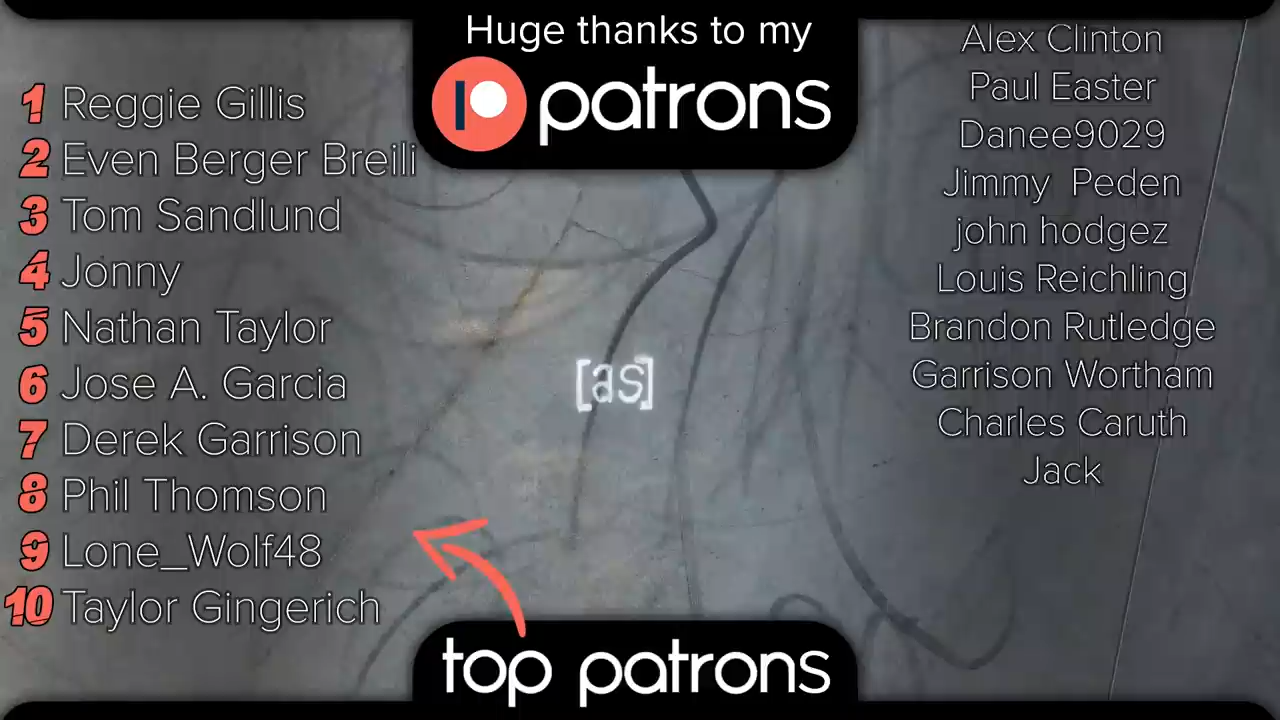 Huge thanks to my
patrons
1 Reggie Gillis
2 Even Berger Breili
3 Tom Sandlund
4 Jonny
5 Nathan Taylor
6 Jose A. Garcia
7 Derek Garrison
8 Phil Thomson
9 Lone_Wolf48
10 Taylor Gingerich
[as]
Alex Clinton
Paul Easter
Danee9029
Jimmy  Peden
john hodgez
Louis Reichling
Brandon Rutledge
Garrison Wortham
Charles Caruth
Jack
top patrons